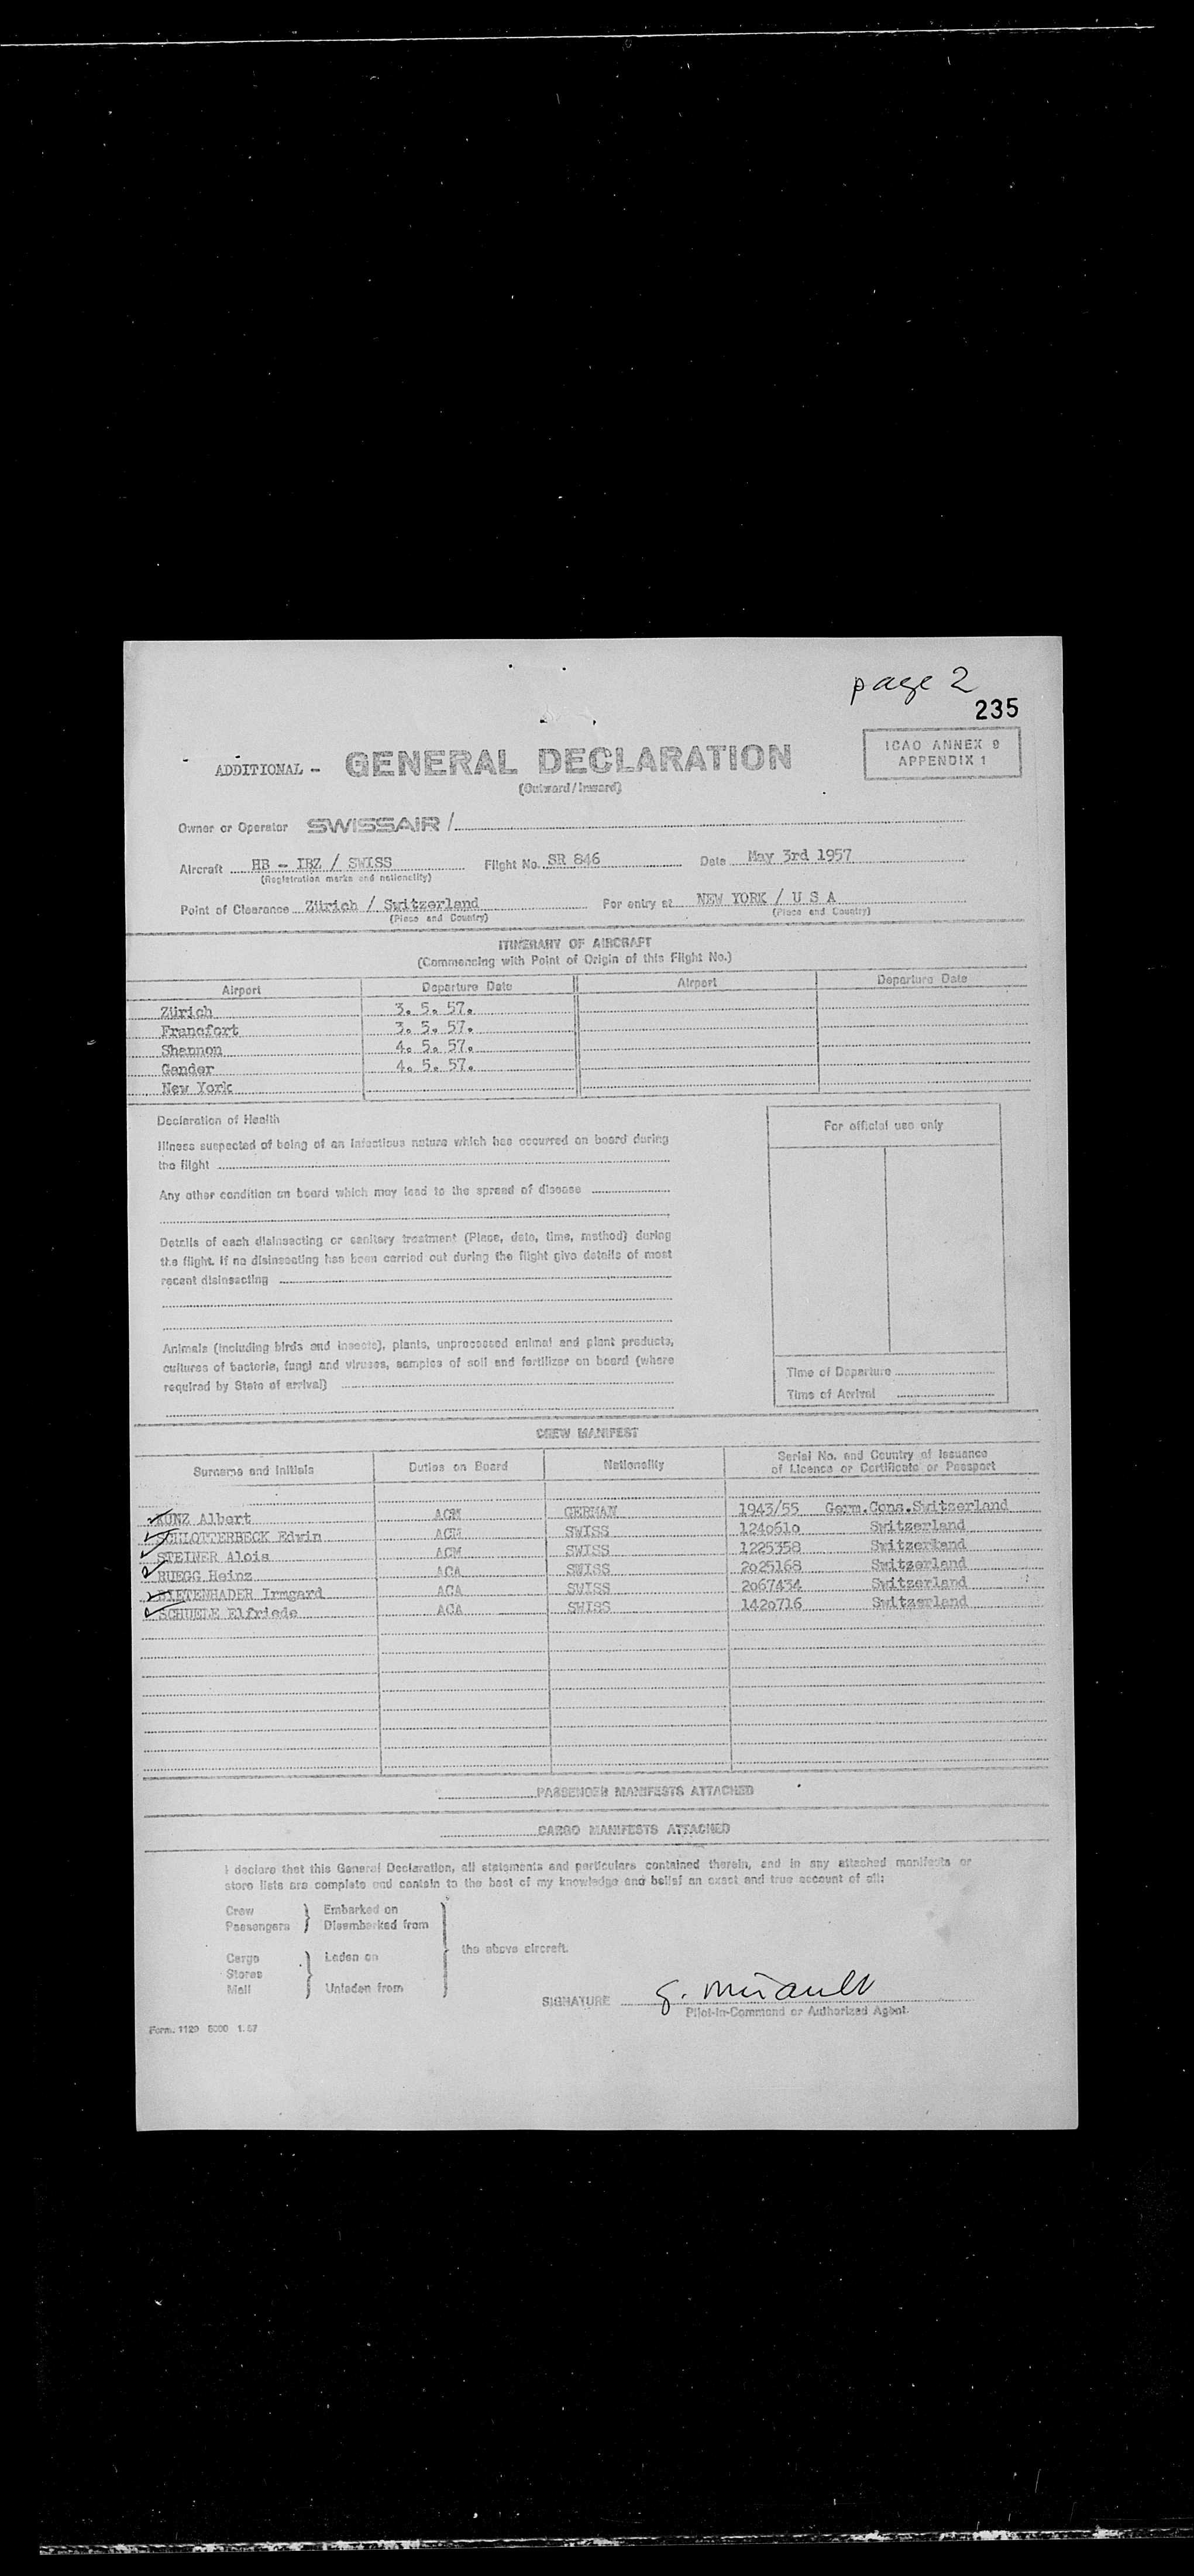 page 2
235
ADDITIONAL - GENERAL DECLARATION
(Outward/Inward)
ICAO ANNEX 9
APPENDIX 1
Owner or Operator SWISSAIR /
Aircraft HB - IBZ / SWISS Flight No. SR 846 Date May 3rd 1957
(Registration marks and nationality)
Point of Clearance Zürich / Switzerland For entry at NEW YORK / U S A
(Place and Country) (Place and Country)
ITINERARY OF AIRCRAFT
(Commencing with Point of Origin of this Flight No.)
Airport Departure Date Airport Departure Date
Zürich 3. 5. 57.
Francfort 3. 5. 57.
Shannon 4. 5. 57.
Gander 4. 5. 57.
New York
Declaration of Health
Illness suspected of being of an infectious nature which has occurred on board during
the flight
Any other condition on board which may lead to the spread of disease
Details of each disinsecting or sanitary treatment (Place, date, time, method) during
the flight. If no disinsecting has been carried out during the flight give details of most
recent disinsecting
Animals (including birds and insects), plants, unprocessed animal and plant products,
cultures of bacteria, fungi and viruses, samples of soil and fertilizer on board (where
required by State of arrival)
For official use only
Time of Departure
Time of Arrival
CREW MANIFEST
Surname and Initials Duties on Board Nationality Serial No. and Country of Issuance
of Licence or Certificate or Passport
KUNZ Albert ACM GERMAN 1943/55 Germ.Cons.Switzerland
SCHLOTTERBECK Edwin ACM SWISS 1240610 Switzerland
STEINER Alois ACM SWISS 1225358 Switzerland
RUEGG Heinz ACA SWISS 2025168 Switzerland
BIETENHADER Irmgard ACA SWISS 2067434 Switzerland
SCHUELE Elfriede ACA SWISS 1420716 Switzerland
PASSENGER MANIFESTS ATTACHED
CARGO MANIFESTS ATTACHED
I declare that this General Declaration, all statements and particulars contained therein, and in any attached manifests or
store lists are complete and contain to the best of my knowledge and belief an exact and true account of all:
Crew Embarked on
Passengers Disembarked from
the above aircraft.
Cargo Laden on
Stores
Mail Unladen from
SIGNATURE
Pilot-in-Command or Authorized Agent.
Form. 1120 5000 1.57